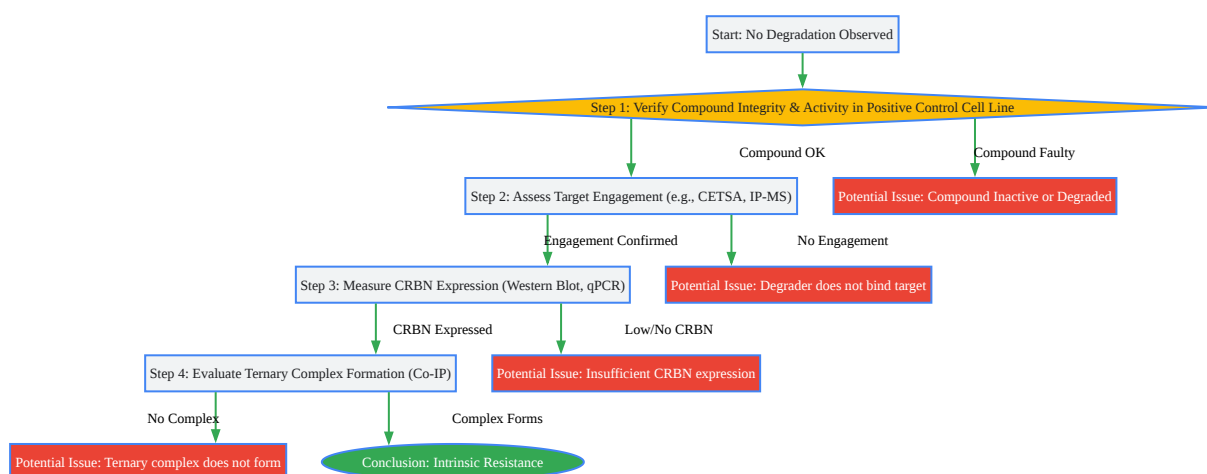 Start: No Degradation Observed
Step 1: Verify Compound Integrity & Activity in Positive Control Cell Line
Compound OK
Compound Faulty
Step 2: Assess Target Engagement (e.g., CETSA, IP-MS)
Potential Issue: Compound Inactive or Degraded
Engagement Confirmed
No Engagement
Step 3: Measure CRBN Expression (Western Blot, qPCR)
Potential Issue: Degrader does not bind target
CRBN Expressed
Low/No CRBN
Step 4: Evaluate Ternary Complex Formation (Co-IP)
Potential Issue: Insufficient CRBN expression
No Complex
Complex Forms
Potential Issue: Ternary complex does not form
Conclusion: Intrinsic Resistance